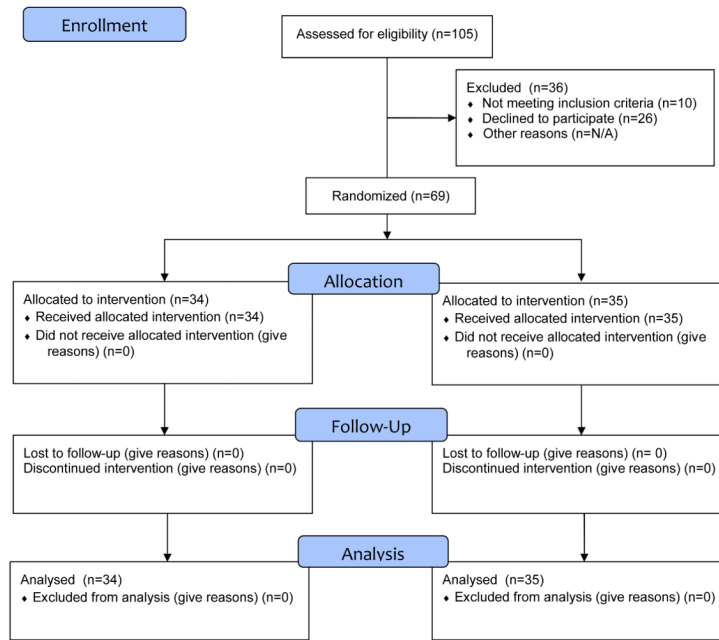 Enrollment
Assessed for eligibility (n=105)
Excluded (n=36)
♦ Not meeting inclusion criteria (n=10)
♦ Declined to participate (n=26)
♦ Other reasons (n=N/A)
Randomized (n=69)
Allocation
Allocated to intervention (n=34)
♦ Received allocated intervention (n=34)
♦ Did not receive allocated intervention (give
reasons) (n=0)
Allocated to intervention (n=35)
♦ Received allocated intervention (n=35)
♦ Did not receive allocated intervention (give
reasons) (n=0)
Follow-Up
Lost to follow-up (give reasons) (n=0)
Discontinued intervention (give reasons) (n=0)
Lost to follow-up (give reasons) (n= 0)
Discontinued intervention (give reasons) (n=0)
Analysis
Analysed (n=34)
♦ Excluded from analysis (give reasons) (n=0)
Analysed (n=35)
♦ Excluded from analysis (give reasons) (n=0)